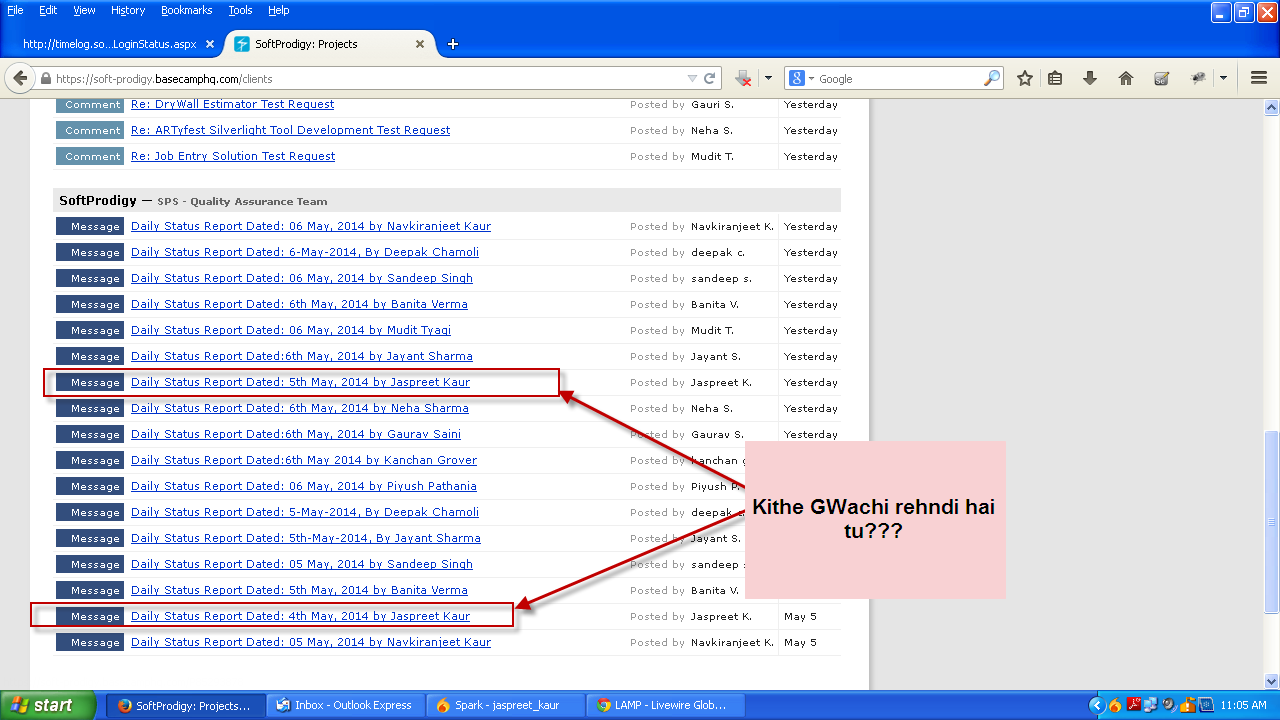 File Edit View History Bookmarks Tools Help
http://timelog.so...LoginStatus.aspx SoftProdigy: Projects
https://soft-prodigy.basecamphq.com/clients Google
Comment Re: DryWall Estimator Test Request Posted by Gauri S. Yesterday
Comment Re: ARTyfest Silverlight Tool Development Test Request Posted by Neha S. Yesterday
Comment Re: Job Entry Solution Test Request Posted by Mudit T. Yesterday
SoftProdigy — SPS - Quality Assurance Team
Message Daily Status Report Dated: 06 May, 2014 by Navkiranjeet Kaur Posted by Navkiranjeet K. Yesterday
Message Daily Status Report Dated: 6-May-2014, By Deepak Chamoli Posted by deepak c. Yesterday
Message Daily Status Report Dated: 06 May, 2014 by Sandeep Singh Posted by sandeep s. Yesterday
Message Daily Status Report Dated: 6th May, 2014 by Banita Verma Posted by Banita V. Yesterday
Message Daily Status Report Dated: 06 May, 2014 by Mudit Tyagi Posted by Mudit T. Yesterday
Message Daily Status Report Dated:6th May, 2014 by Jayant Sharma Posted by Jayant S. Yesterday
Message Daily Status Report Dated: 5th May, 2014 by Jaspreet Kaur Posted by Jaspreet K. Yesterday
Message Daily Status Report Dated: 6th May, 2014 by Neha Sharma Posted by Neha S. Yesterday
Message Daily Status Report Dated:6th May, 2014 by Gaurav Saini Posted by Gaurav S. Yesterday
Message Daily Status Report Dated:6th May 2014 by Kanchan Grover Posted by kanchan g
Message Daily Status Report Dated: 06 May, 2014 by Piyush Pathania Posted by Piyush P.
Kithe GWachi rehndi hai
tu???
Message Daily Status Report Dated: 5-May-2014, By Deepak Chamoli Posted by deepak c.
Message Daily Status Report Dated: 5th-May-2014, by Jayant Sharma Posted by Jayant S.
Message Daily Status Report Dated: 05 May, 2014 by Sandeep Singh Posted by sandeep
Message Daily Status Report Dated: 5th May, 2014 by Banita Verma Posted by Banita V.
Message Daily Status Report Dated: 4th May, 2014 by Jaspreet Kaur Posted by Jaspreet K. May 5
Message Daily Status Report Dated: 05 May, 2014 by Navkiranjeet Kaur Posted by Navkiranjeet K. May 5
start SoftProdigy: Projects... Inbox - Outlook Express Spark - jaspreet_kaur LAMP - Livewire Glob... 11:05 AM